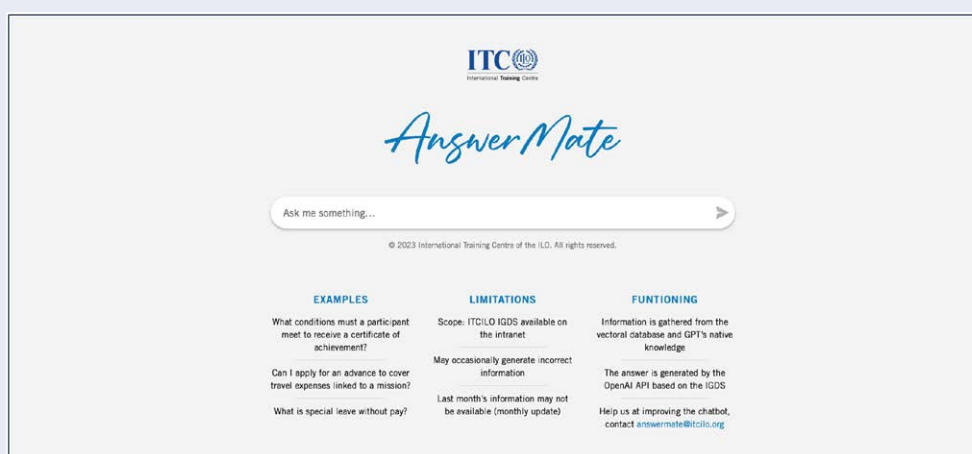 ITC
International Training Centre
AnswerMate
Ask me something...
© 2023 International Training Centre of the ILO. All rights reserved.
EXAMPLES
What conditions must a participant
meet to receive a certificate of
achievement?
Can I apply for an advance to cover
travel expenses linked to a mission?
What is special leave without pay?
LIMITATIONS
Scope: ITCILO IGDS available on
the intranet
May occasionally generate incorrect
information
Last month's information may not
be available (monthly update)
FUNTIONING
Information is gathered from the
vectoral database and GPT's native
knowledge
The answer is generated by the
OpenAI API based on the IGDS
Help us at improving the chatbot,
contact answermate@itcilo.org